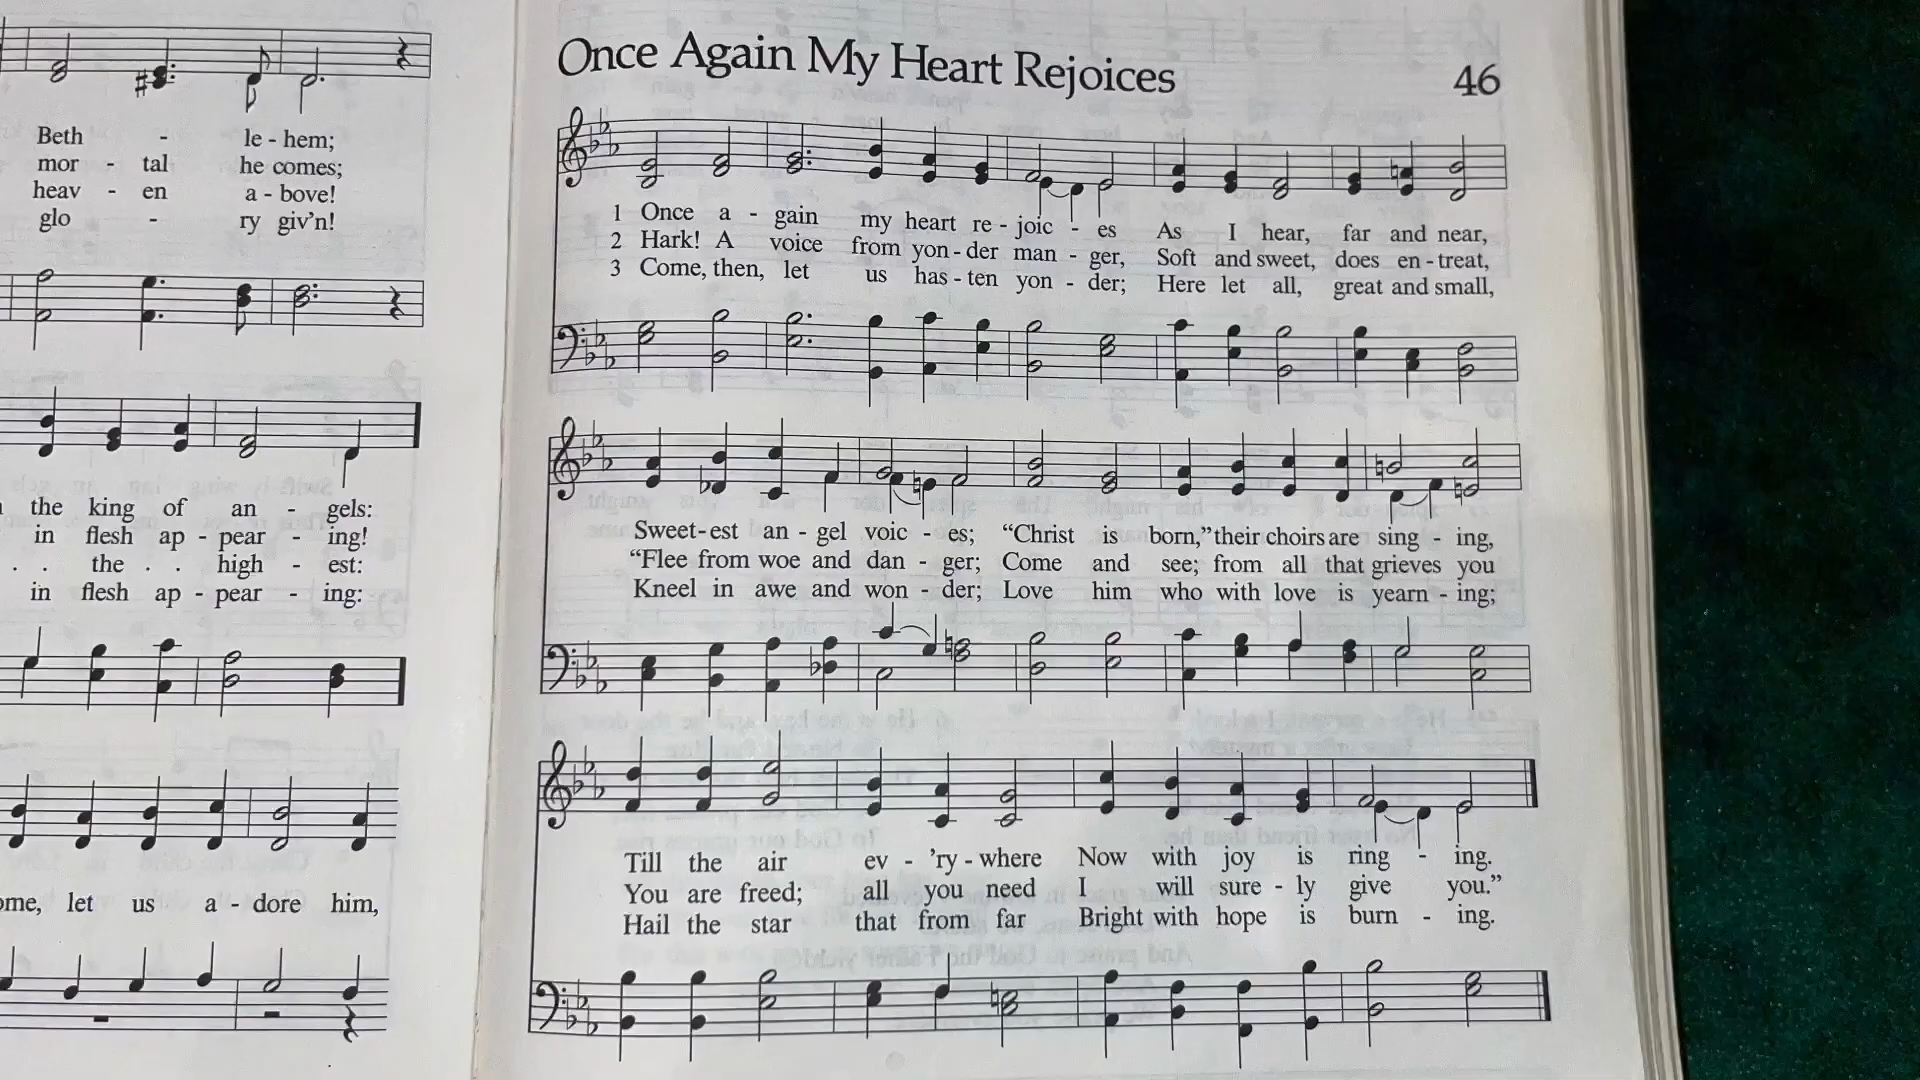 Beth - le - hem;
mor - tal he comes;
heav - en a - bove!
glo - ry giv'n!
the king of an - gels:
in flesh ap - pear - ing!
. . the . . high - est:
in flesh ap - pear - ing:
let us a - dore him,
Once Again My Heart Rejoices 46
1 Once a - gain my heart re - joic - es As I hear, far and near,
2 Hark! A voice from yon - der man - ger, Soft and sweet, does en - treat,
3 Come, then, let us has - ten yon - der; Here let all, great and small,
Sweet - est an - gel voic - es; “Christ is born,” their choirs are sing - ing,
“Flee from woe and dan - ger; Come and see; from all that grieves you
Kneel in awe and won - der; Love him who with love is yearn - ing;
Till the air ev - ’ry - where Now with joy is ring - ing.
You are freed; all you need I will sure - ly give you.”
Hail the star that from far Bright with hope is burn - ing.